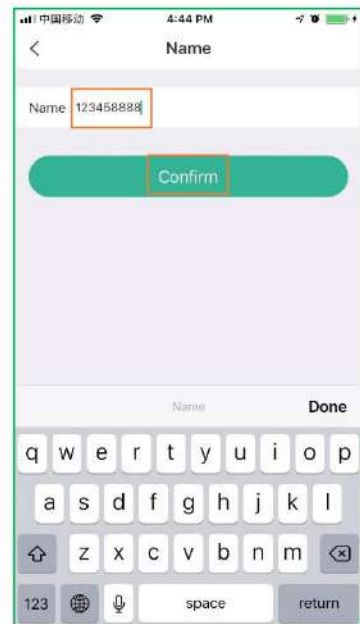 中国移动 4:44 PM
Name
Name 123458888
Confirm
Name Done
q w e r t y u i o p
a s d f g h j k l
z x c v b n m
123 space return